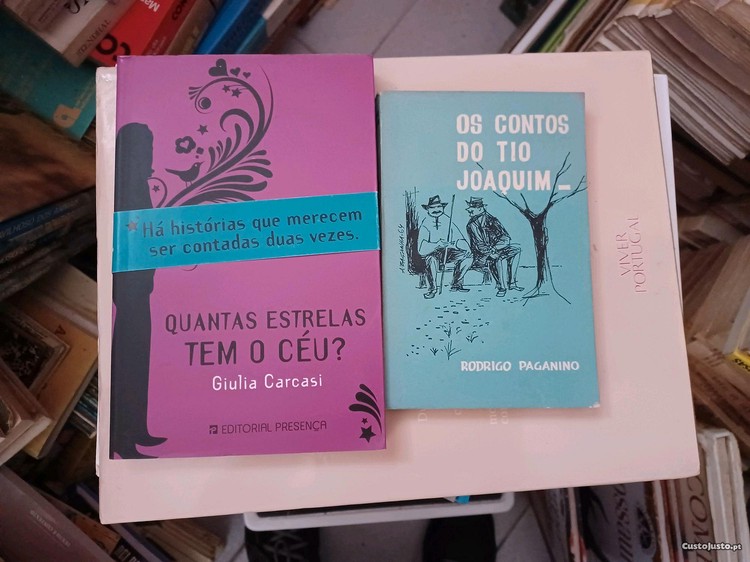 Há histórias que merecem
ser contadas duas vezes.
QUANTAS ESTRELAS
TEM O CÉU?
Giulia Carcasi
EDITORIAL PRESENÇA
OS CONTOS
DO TIO
JOAQUIM
RODRIGO PAGANINO
VIVER
PORTUGAL
CustoJusto.pt